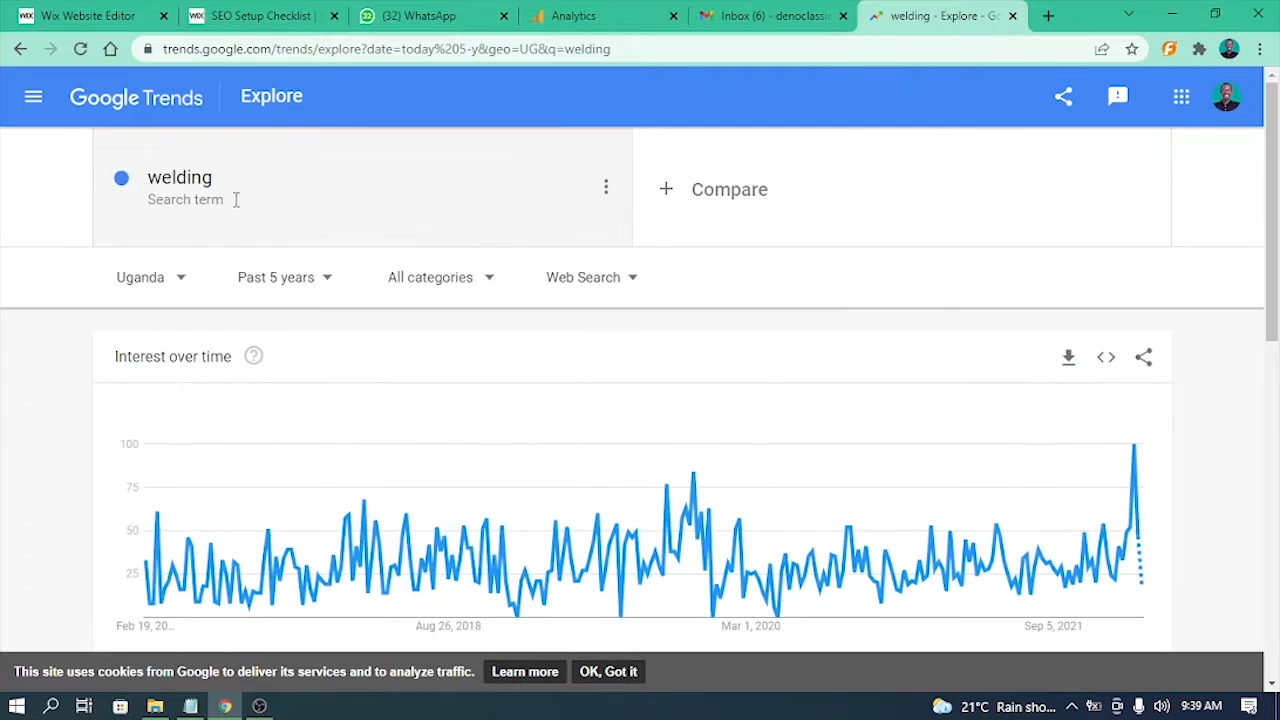 Wix Website Editor
SEO Setup Checklist |
(32) WhatsApp
Analytics
Inbox (6) - denoclassic
welding - Explore - Go
trends.google.com/trends/explore?date=today%205-y&geo=UG&q=welding
Google Trends
Explore
welding
Search term
+ Compare
Uganda
Past 5 years
All categories
Web Search
Interest over time
100
75
50
25
Feb 19, 20...
Aug 26, 2018
Mar 1, 2020
Sep 5, 2021
This site uses cookies from Google to deliver its services and to analyze traffic.
Learn more
OK, Got it
21°C Rain sho...
9:39 AM